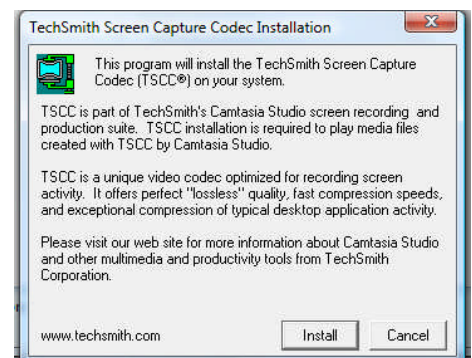 TechSmith Screen Capture Codec Installation
This program will install the TechSmith Screen Capture
Codec (TSCC®) on your system.
TSCC is part of TechSmith's Camtasia Studio screen recording and
production suite. TSCC installation is required to play media files
created with TSCC by Camtasia Studio.
TSCC is a unique video codec optimized for recording screen
activity. It offers perfect "lossless" quality, fast compression speeds,
and exceptional compression of typical desktop application activity.
Please visit our web site for more information about Camtasia Studio
and other multimedia and productivity tools from TechSmith
Corporation.
www.techsmith.com Install Cancel